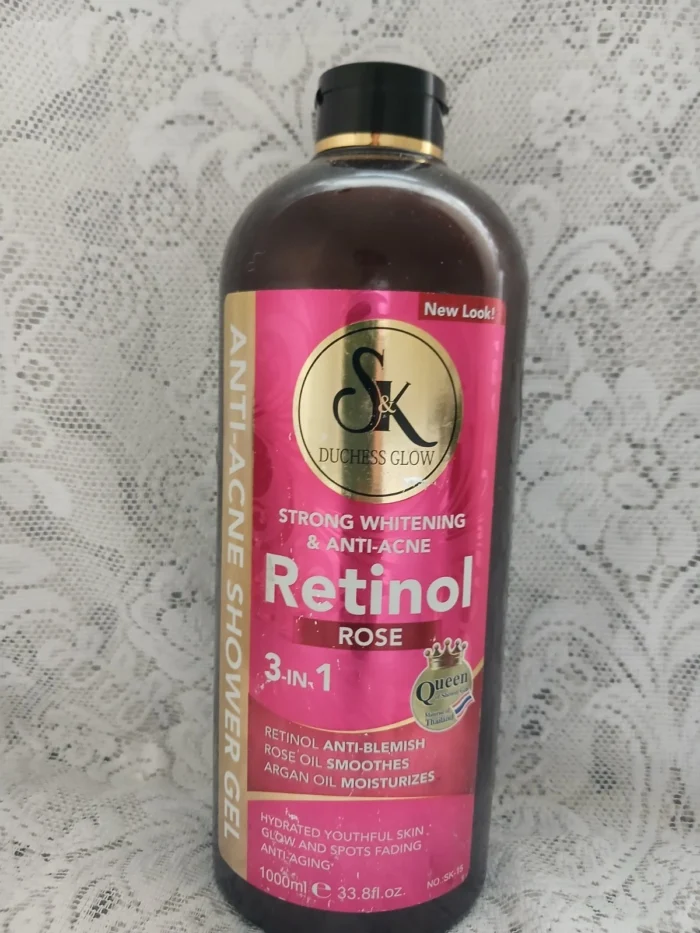 New Look!
S&K
DUCHESS GLOW
STRONG WHITENING
& ANTI-ACNE
Retinol
ROSE
3-IN-1
Queen
Thailand
RETINOL ANTI-BLEMISH
ROSE OIL SMOOTHES
ARGAN OIL MOISTURIZES
HYDRATED YOUTHFUL SKIN
GLOW AND SPOTS FADING
ANTI-AGING
1000ml e 33.8fl.oz.
ANTI-ACNE SHOWER GEL